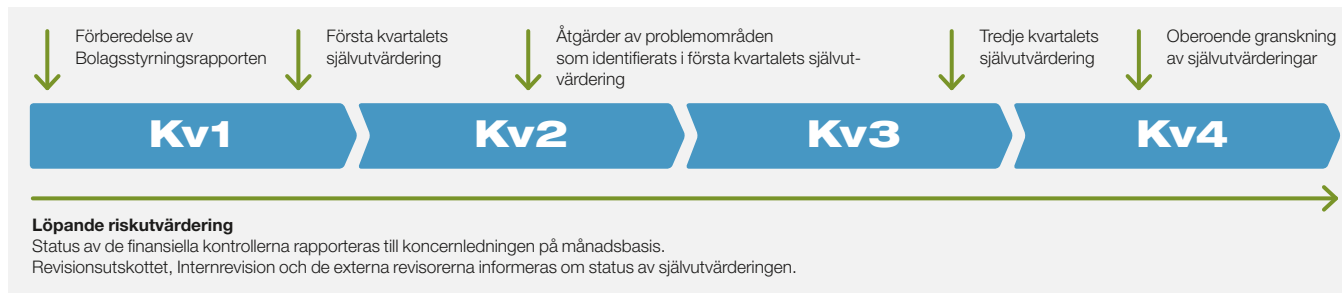 Förberedelse av
Bolagsstyrningsrapporten
Första kvartalets
självutvärdering
Åtgärder av problemområden
som identifierats i första kvartalets självut-
värdering
Tredje kvartalets
självutvärdering
Oberoende granskning
av självutvärderingar
Kv1
Kv2
Kv3
Kv4
Löpande riskutvärdering
Status av de finansiella kontrollerna rapporteras till koncernledningen på månadsbasis.
Revisionsutskottet, Internrevision och de externa revisorerna informeras om status av självutvärderingen.